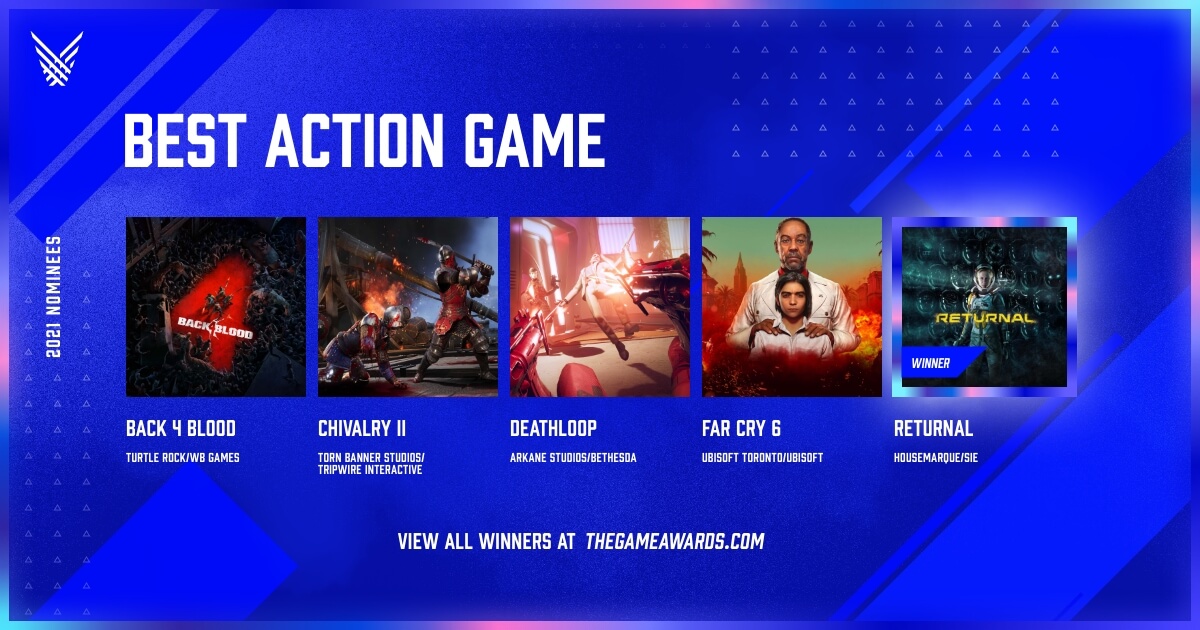 BEST ACTION GAME
2021 NOMINEES
BACK 4 BLOOD
RETURNAL
WINNER
BACK 4 BLOOD
TURTLE ROCK/WB GAMES
CHIVALRY II
TORN BANNER STUDIOS/
TRIPWIRE INTERACTIVE
DEATHLOOP
ARKANE STUDIOS/BETHESDA
FAR CRY 6
UBISOFT TORONTO/UBISOFT
RETURNAL
HOUSEMARQUE/SIE
VIEW ALL WINNERS AT THEGAMEAWARDS.COM